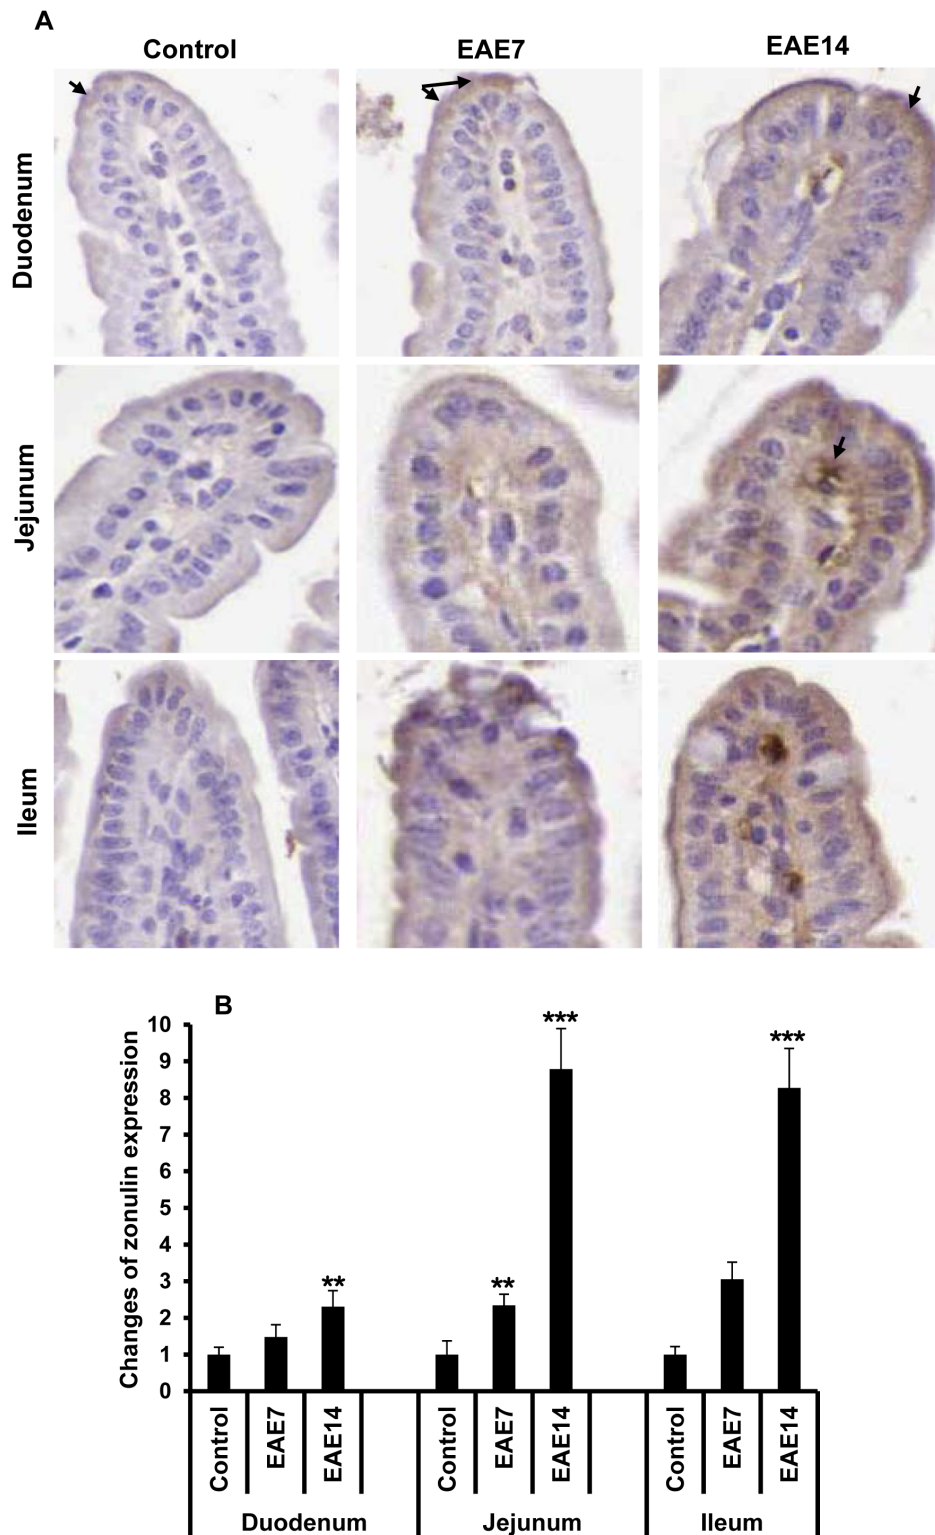 A
Control EAE7 EAE14
Duodenum
Jejunum
Ileum
B
Changes of zonulin expression
10
9
8
7
6
5
4
3
2
1
0
**
**
***
***
Control EAE7 EAE14 Control EAE7 EAE14 Control EAE7 EAE14
Duodenum Jejunum Ileum